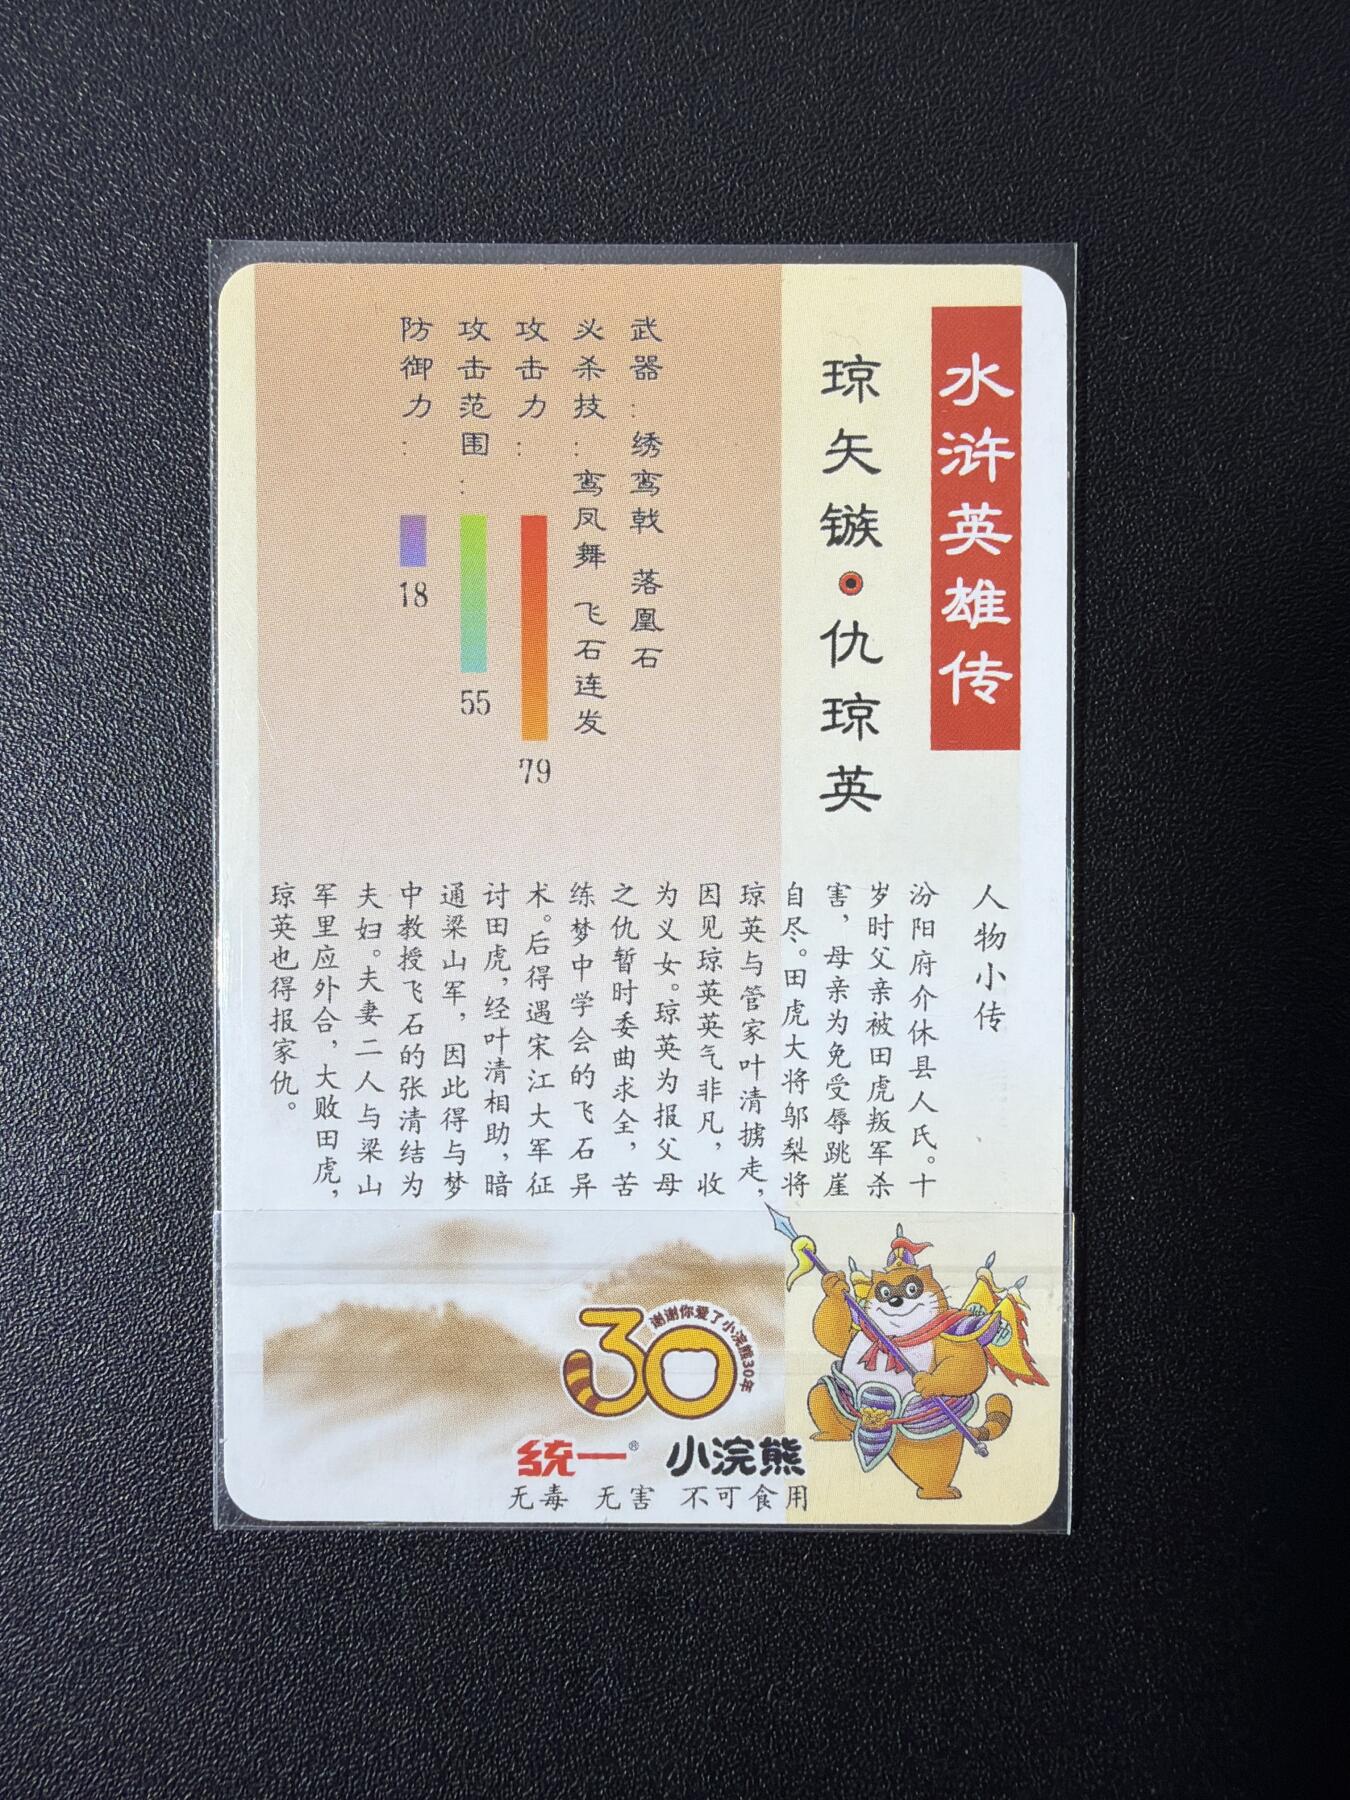 水浒英雄传
琼矢镞·仇琼英
武器：绣鸾戟 落凰石
必杀技：鸾凤舞 飞石连发
攻击力：79
攻击范围：55
防御力：18
人物小传
汾阳府介休县人氏。十
岁时父亲被田虎叛军杀
害，母亲为免受辱跳崖
自尽。田虎大将邬梨将
琼英与管家叶清掳走，
因见琼英英气非凡，收
为义女。琼英为报父母
之仇暂时委曲求全，苦
练梦中学会的飞石异
术。后得遇宋江大军征
讨田虎，经叶清相助，暗
通梁山军，因此得与梦
中教授飞石的张清结为
夫妇。夫妻二人与梁山
军里应外合，大败田虎，
琼英也得报家仇。
30
谢谢你爱了小浣熊30年
统一® 小浣熊
无毒 无害 不可食用